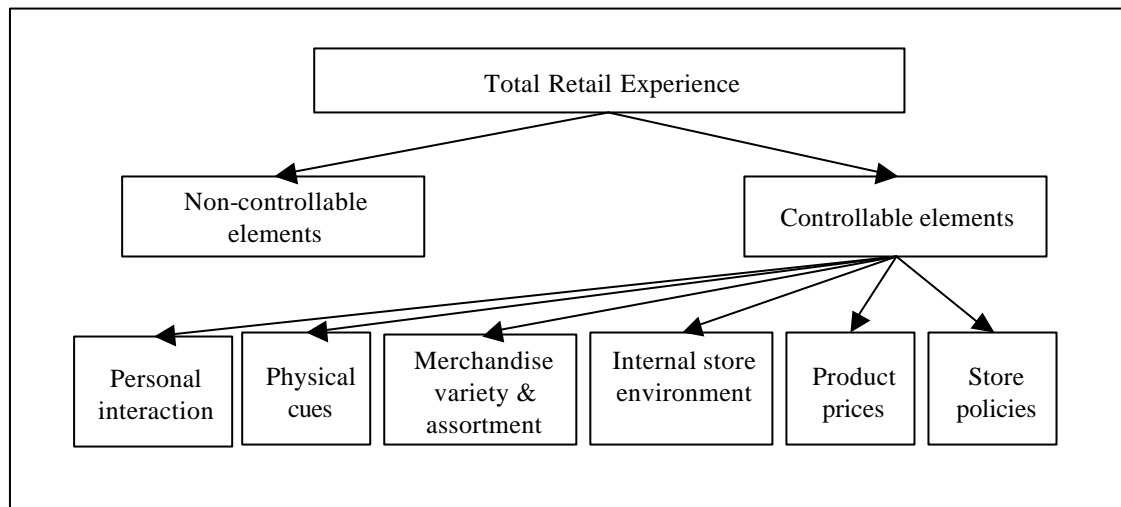 Total Retail Experience
Non-controllable
elements
Controllable elements
Personal
interaction
Physical
cues
Merchandise
variety &
assortment
Internal store
environment
Product
prices
Store
policies